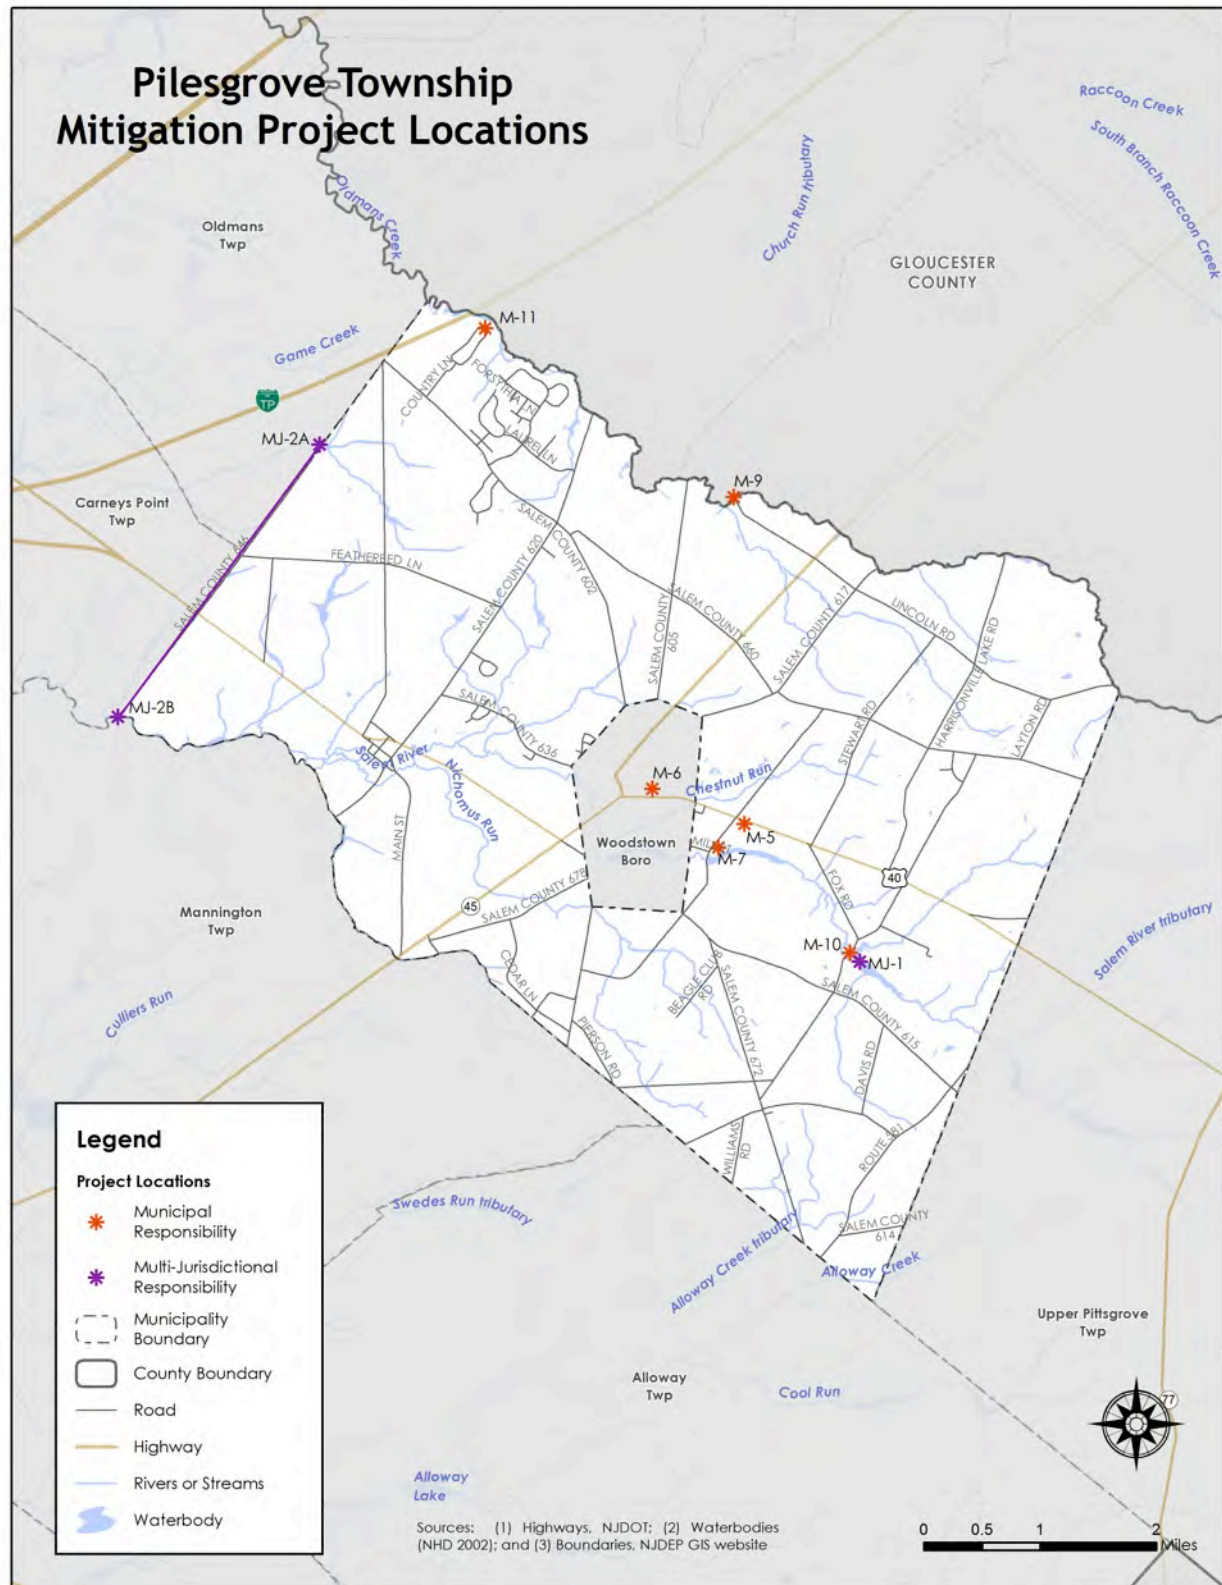 Pilesgrove Township
Mitigation Project Locations
Raccoon Creek
South Branch Raccoon Creek
Church Run tributary
Oldmans Creek
Oldmans
Twp
GLOUCESTER
COUNTY
M-11
Game Creek
COUNTRY LN
FORSYTHIA LN
TP
LAUREL LN
MJ-2A
M-9
Carneys Point
Twp
SALEM COUNTY 646
FEATHERBED LN
SALEM COUNTY 620
SALEM COUNTY 602
SALEM COUNTY
605
SALEM COUNTY 660
SALEM COUNTY 617
LINCOLN RD
HARRISONVILLE LAKE RD
MJ-2B
SALEM COUNTY 636
STEWART RD
LAYTON RD
Salem River
Nichomus Run
M-6
Chestnut Run
MAIN ST
Woodstown
Boro
M-5
M-7
FOX RD
40
SALEM COUNTY 678
45
Mannington
Twp
Salem River tributary
M-10
MJ-1
CEDAR LN
BEAGLE CLUB
RD
SALEM COUNTY 672
SALEM COUNTY 615
Culliers Run
PIERSON RD
DAVIS RD
WILLIAMS
RD
ROUTE 581
Swedes Run tributary
Alloway Creek tributary
SALEM COUNTY
614
Alloway Creek
Upper Pittsgrove
Twp
Alloway
Twp
Cool Run
77
Alloway
Lake
Legend
Project Locations
Municipal
Responsibility
Multi-Jurisdictional
Responsibility
Municipality
Boundary
County Boundary
Road
Highway
Rivers or Streams
Waterbody
Sources: (1) Highways, NJDOT; (2) Waterbodies
(NHD 2002); and (3) Boundaries, NJDEP GIS website
0 0.5 1 2
Miles